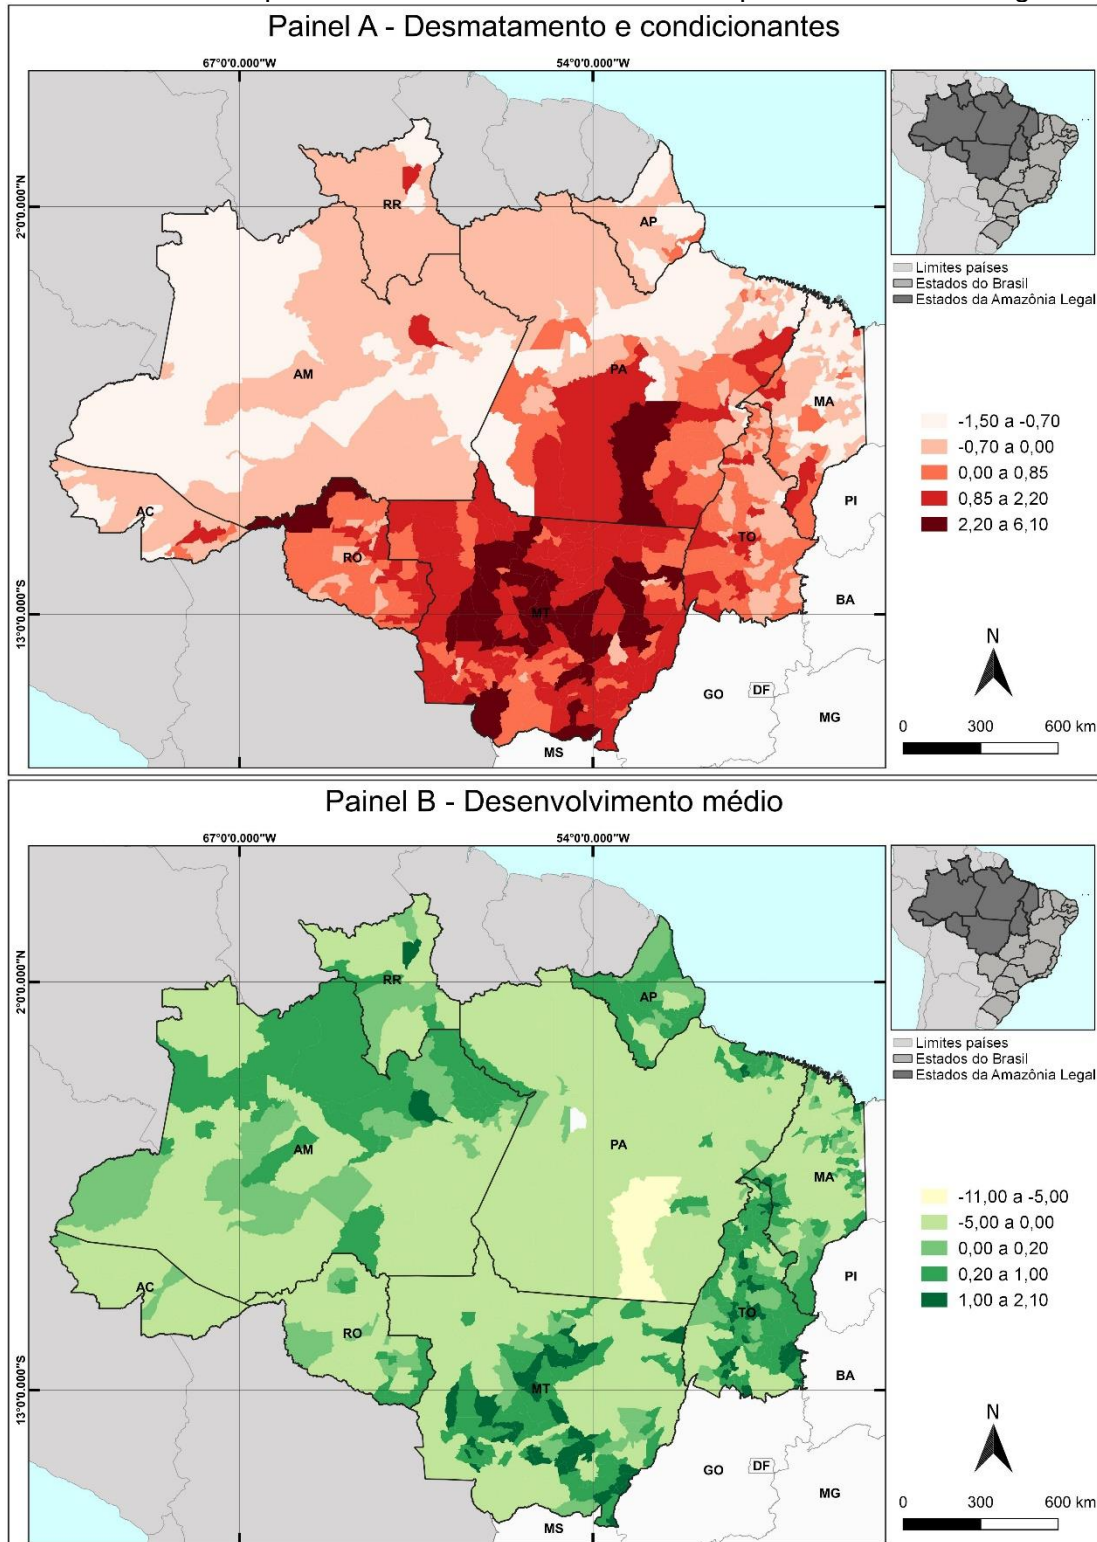 Painel A - Desmatamento e condicionantes
67°0'0.000"W 54°0'0.000"W
2°0'0.000"N
13°0'0.000"S
RR
AP
AM
PA
MA
AC
RO
TO
MT
PI
BA
GO
DF
MG
MS
Limites países
Estados do Brasil
Estados da Amazônia Legal
-1,50 a -0,70
-0,70 a 0,00
0,00 a 0,85
0,85 a 2,20
2,20 a 6,10
N
0 300 600 km
Painel B - Desenvolvimento médio
67°0'0.000"W 54°0'0.000"W
2°0'0.000"N
13°0'0.000"S
RR
AP
AM
PA
MA
AC
RO
TO
MT
PI
BA
GO
DF
MG
MS
Limites países
Estados do Brasil
Estados da Amazônia Legal
-11,00 a -5,00
-5,00 a 0,00
0,00 a 0,20
0,20 a 1,00
1,00 a 2,10
N
0 300 600 km